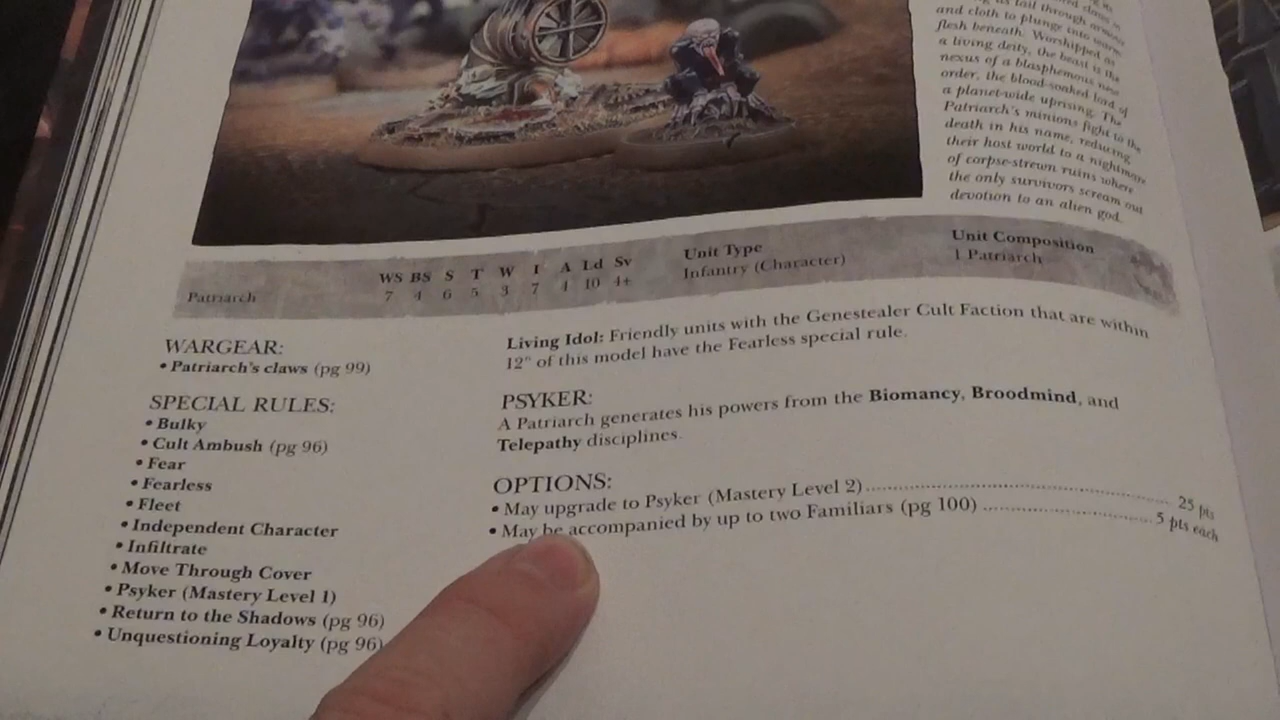 and cloth to plunge into warm
flesh beneath. Worshipped as
a living deity, the beast is the
nexus of a blasphemous new
order, the blood-soaked lord of
a planet-wide uprising. The
Patriarch's minions fight to the
death in his name, reducing
their host world to a nightmare
of corpse-strewn ruins where
the only survivors scream out
devotion to an alien god.
WS BS S T W I A Ld Sv
Unit Type
Unit Composition
Patriarch 7 4 6 5 3 7 4 10 4+
Infantry (Character)
1 Patriarch
WARGEAR:
• Patriarch's claws (pg 99)
SPECIAL RULES:
• Bulky
• Cult Ambush (pg 96)
• Fear
• Fearless
• Fleet
• Independent Character
• Infiltrate
• Move Through Cover
• Psyker (Mastery Level 1)
• Return to the Shadows (pg 96)
• Unquestioning Loyalty (pg 96)
Living Idol: Friendly units with the Genestealer Cult Faction that are within
12" of this model have the Fearless special rule.
PSYKER:
A Patriarch generates his powers from the Biomancy, Broodmind, and
Telepathy disciplines.
OPTIONS:
• May upgrade to Psyker (Mastery Level 2) .......... 25 pts
• May be accompanied by up to two Familiars (pg 100) .......... 5 pts each